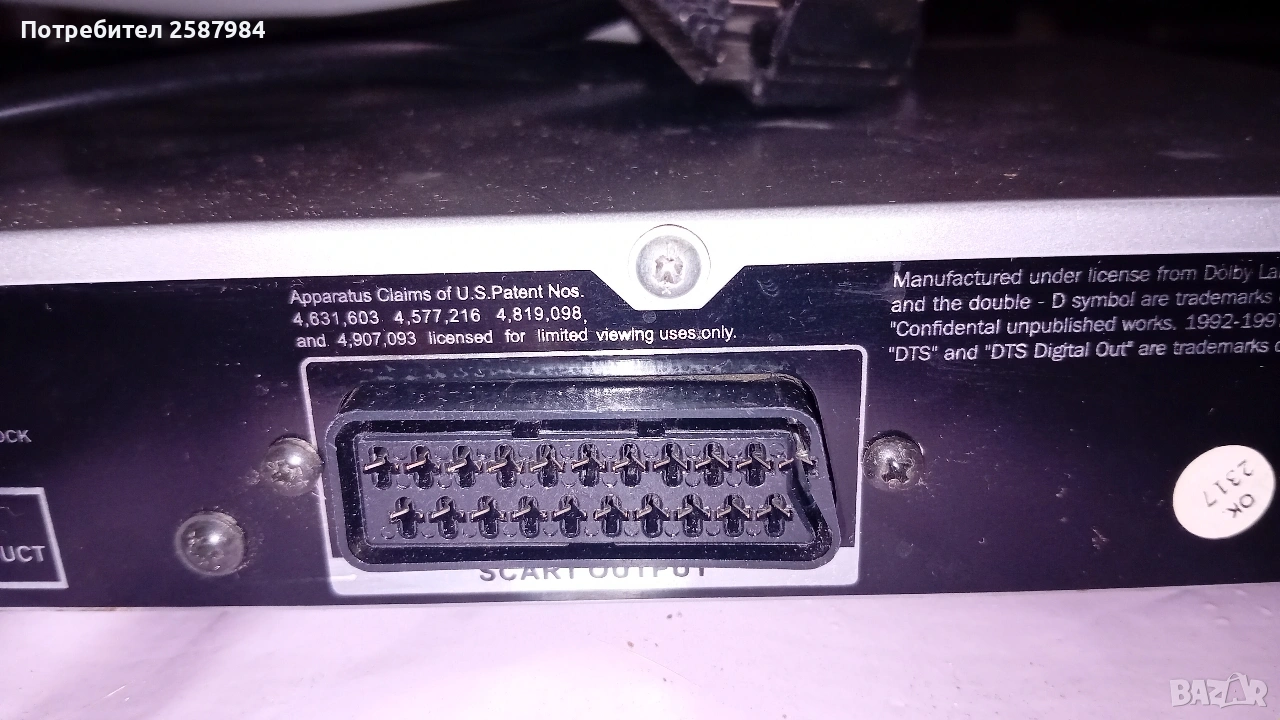 Потребител 2587984
Apparatus Claims of U.S.Patent Nos.
4,631,603 4,577,216 4,819,098,
and 4,907,093 licensed for limited viewing uses only.
Manufactured under license from Dolby La
and the double - D symbol are trademarks
"Confidental unpublished works. 1992-199
"DTS" and "DTS Digital Out" are trademarks
OCK
UCT
SCART OUTPUT
OK
2317
BAZAR